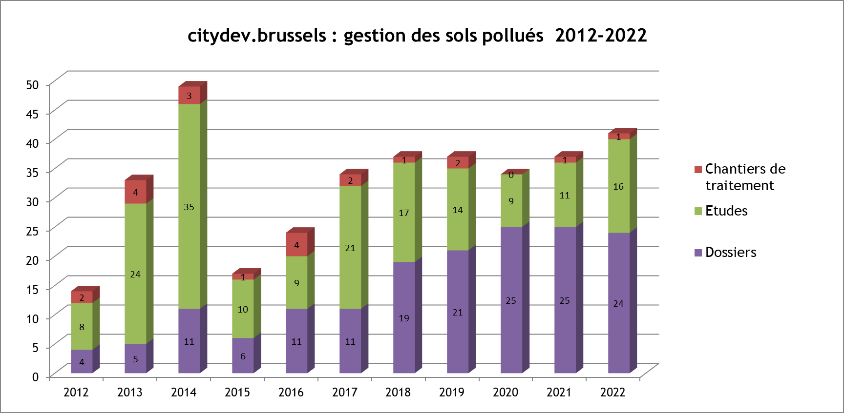 citydev.brussels : gestion des sols pollués 2012-2022
50
45
40
35
30
25
20
15
10
5
0
2 4 3 1 4 2 1 2 0 1 1
8 24 35 10 9 21 17 14 9 11 16
4 5 11 6 11 11 19 21 25 25 24
2012 2013 2014 2015 2016 2017 2018 2019 2020 2021 2022
Chantiers de
traitement
Etudes
Dossiers